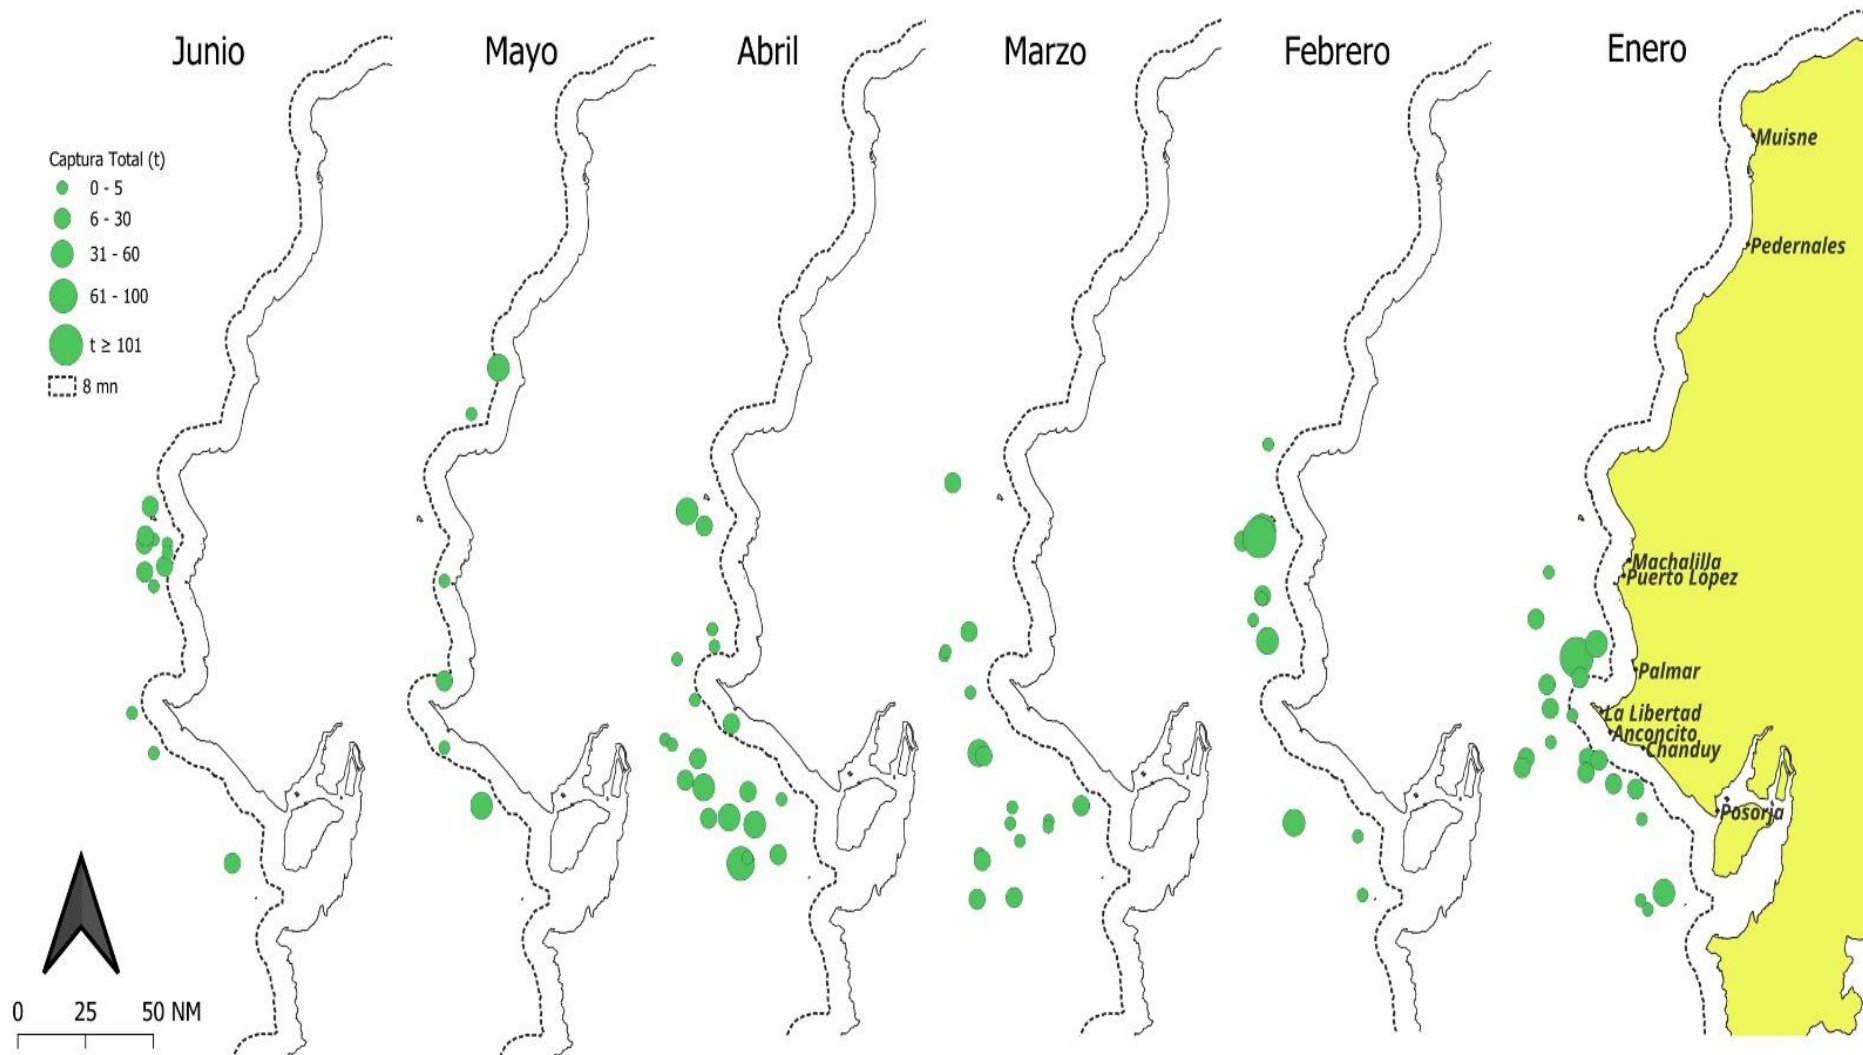 Junio
Mayo
Abril
Marzo
Febrero
Enero
Captura Total (t)
0 - 5
6 - 30
31 - 60
61 - 100
t ≥ 101
8 mn
Muisne
Pedernales
Machalilla
Puerto López
Palmar
La Libertad
Anconcito
Chanduy
Posorja
0 25 50 NM